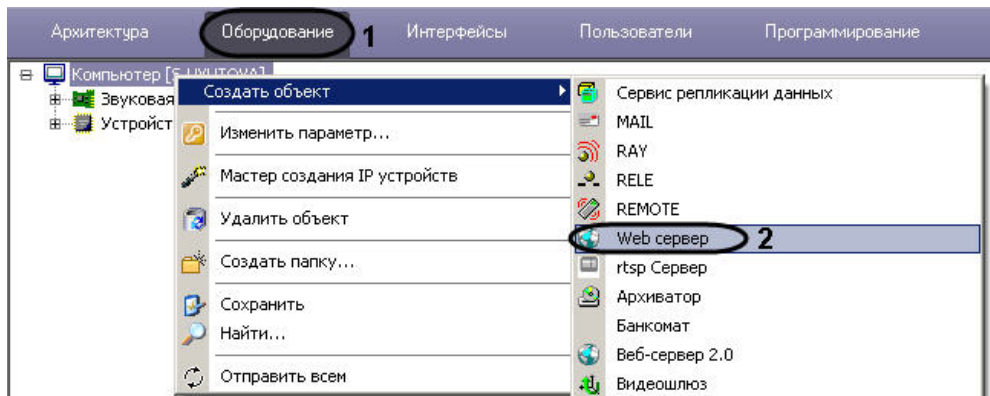 Архитектура Оборудование 1 Интерфейсы Пользователи Программирование
Компьютер
Звуковая
Создать объект
Изменить параметр...
Мастер создания IP устройств
Удалить объект
Создать папку...
Сохранить
Найти...
Отправить всем
Сервис репликации данных
MAIL
RAY
RELE
REMOTE
Web сервер 2
rtsp Сервер
Архиватор
Банкомат
Веб-сервер 2.0
Видеошлюз